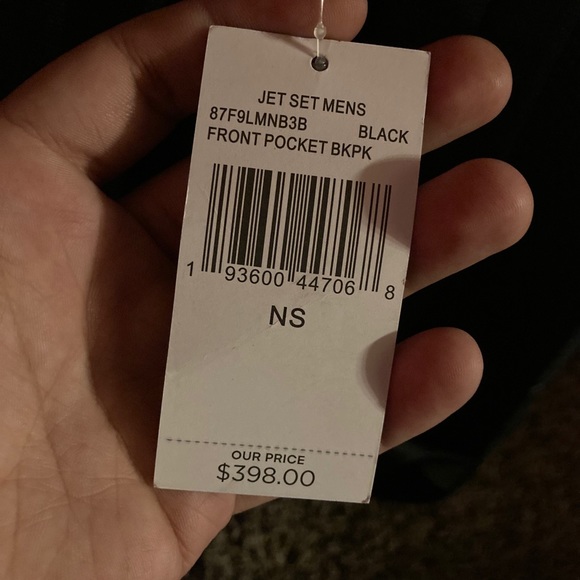 JET SET MENS
87F9LMNB3B BLACK
FRONT POCKET BKPK
1 93600 44706 8
NS
OUR PRICE
$398.00